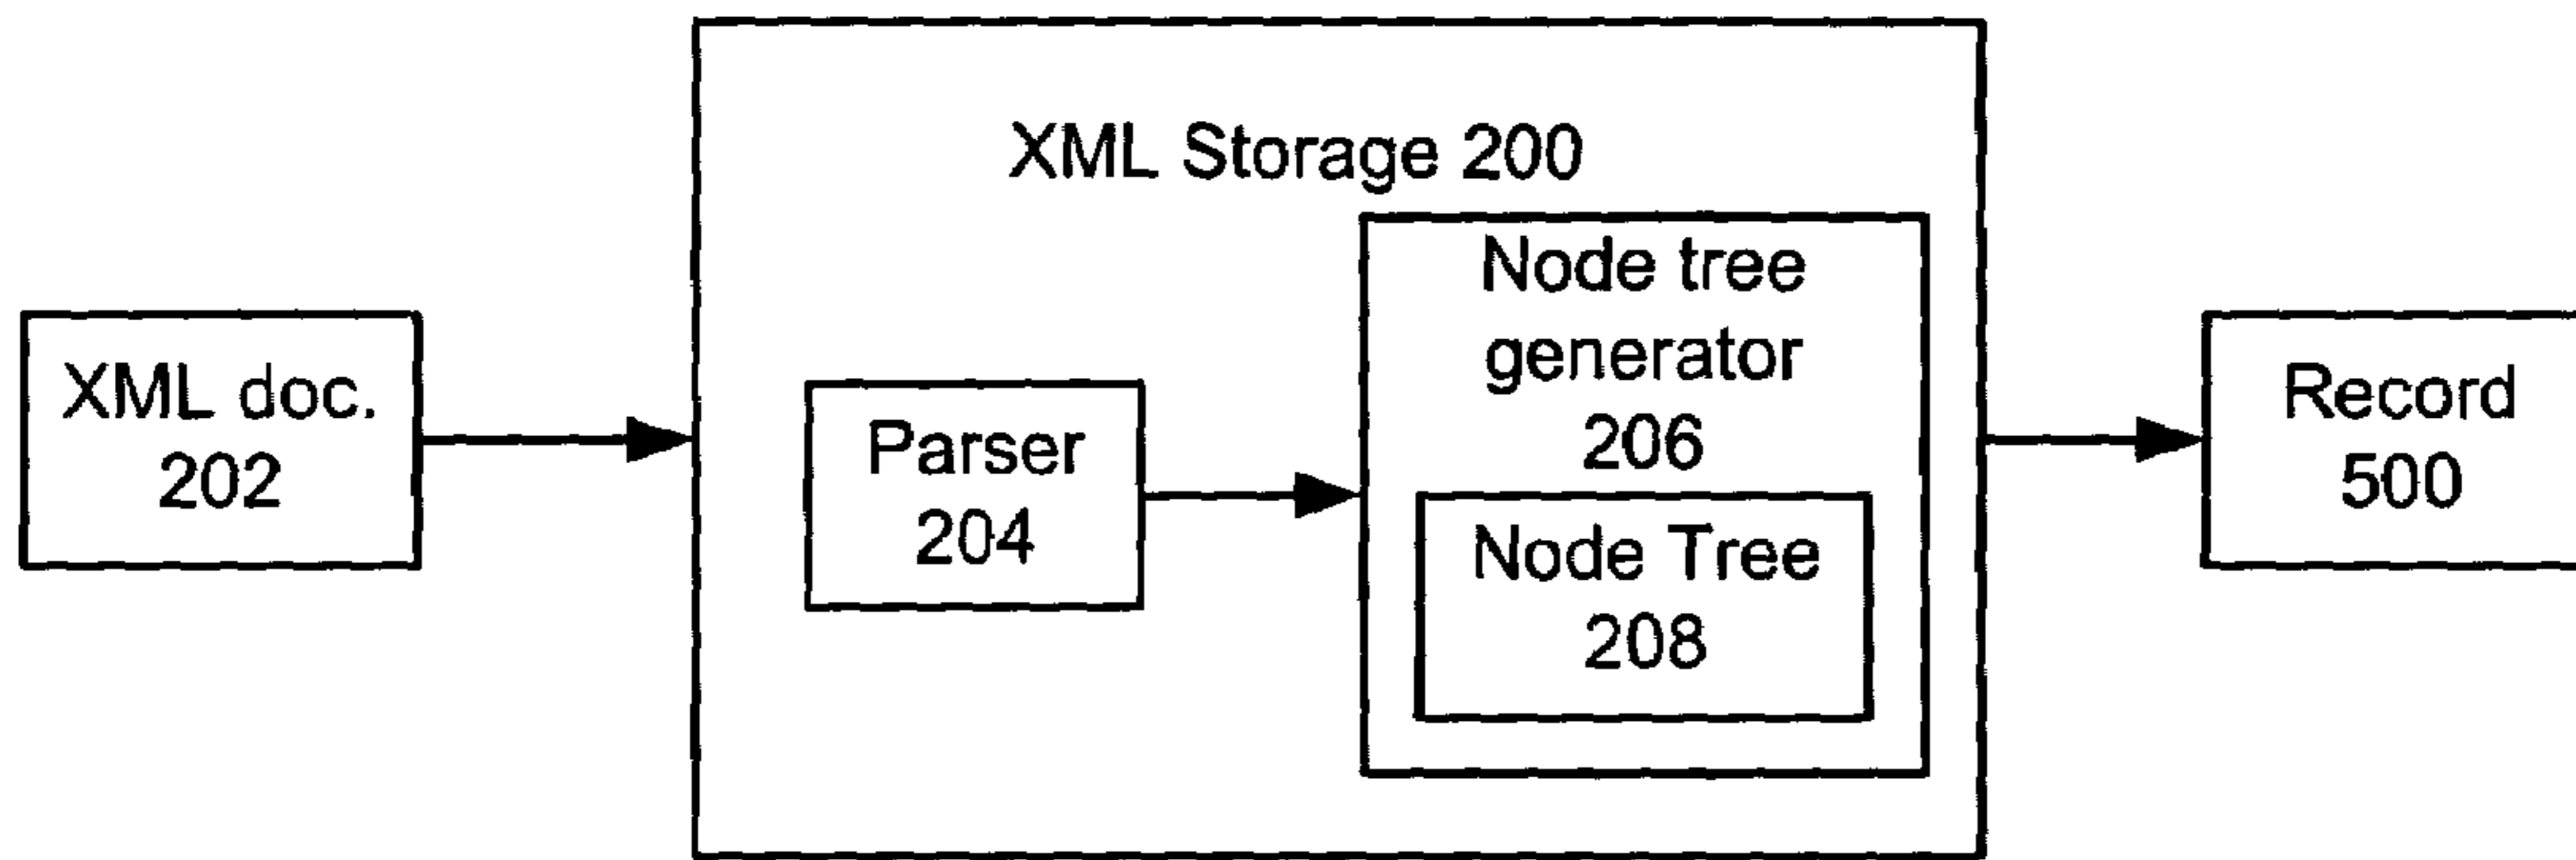 XML Storage 200
XML doc.
202
Parser
204
Node tree
generator
206
Node Tree
208
Record
500